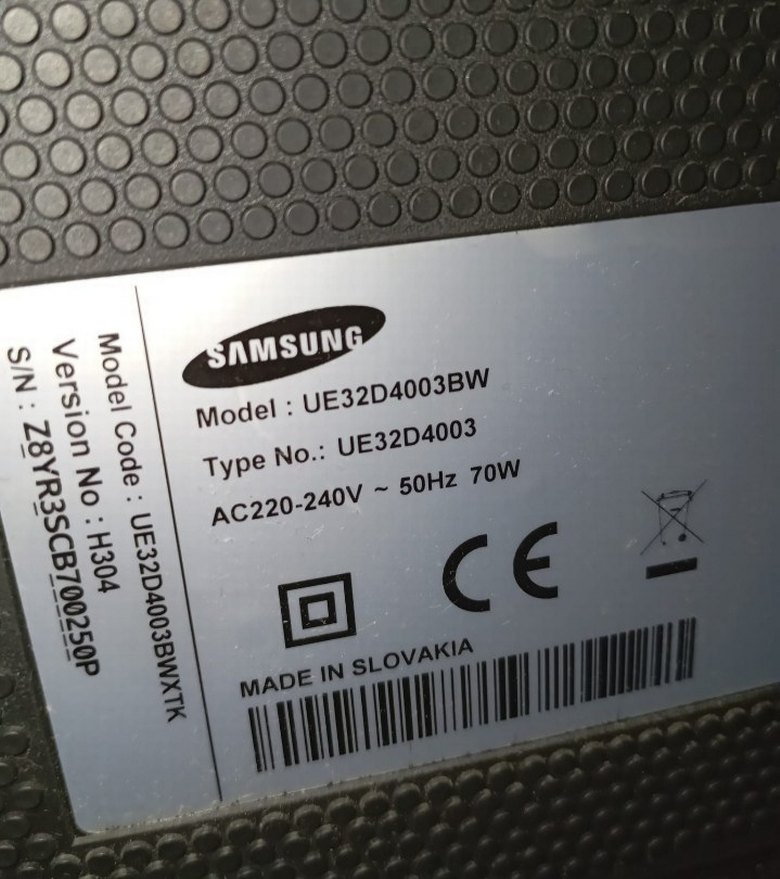 SAMSUNG
Model : UE32D4003BW
Type No.: UE32D4003
AC220-240V ~ 50Hz 70W
CE
MADE IN SLOVAKIA
Model Code : UE32D4003BWXTK
Version No : H304
S/N : Z8YR3SCB700250P